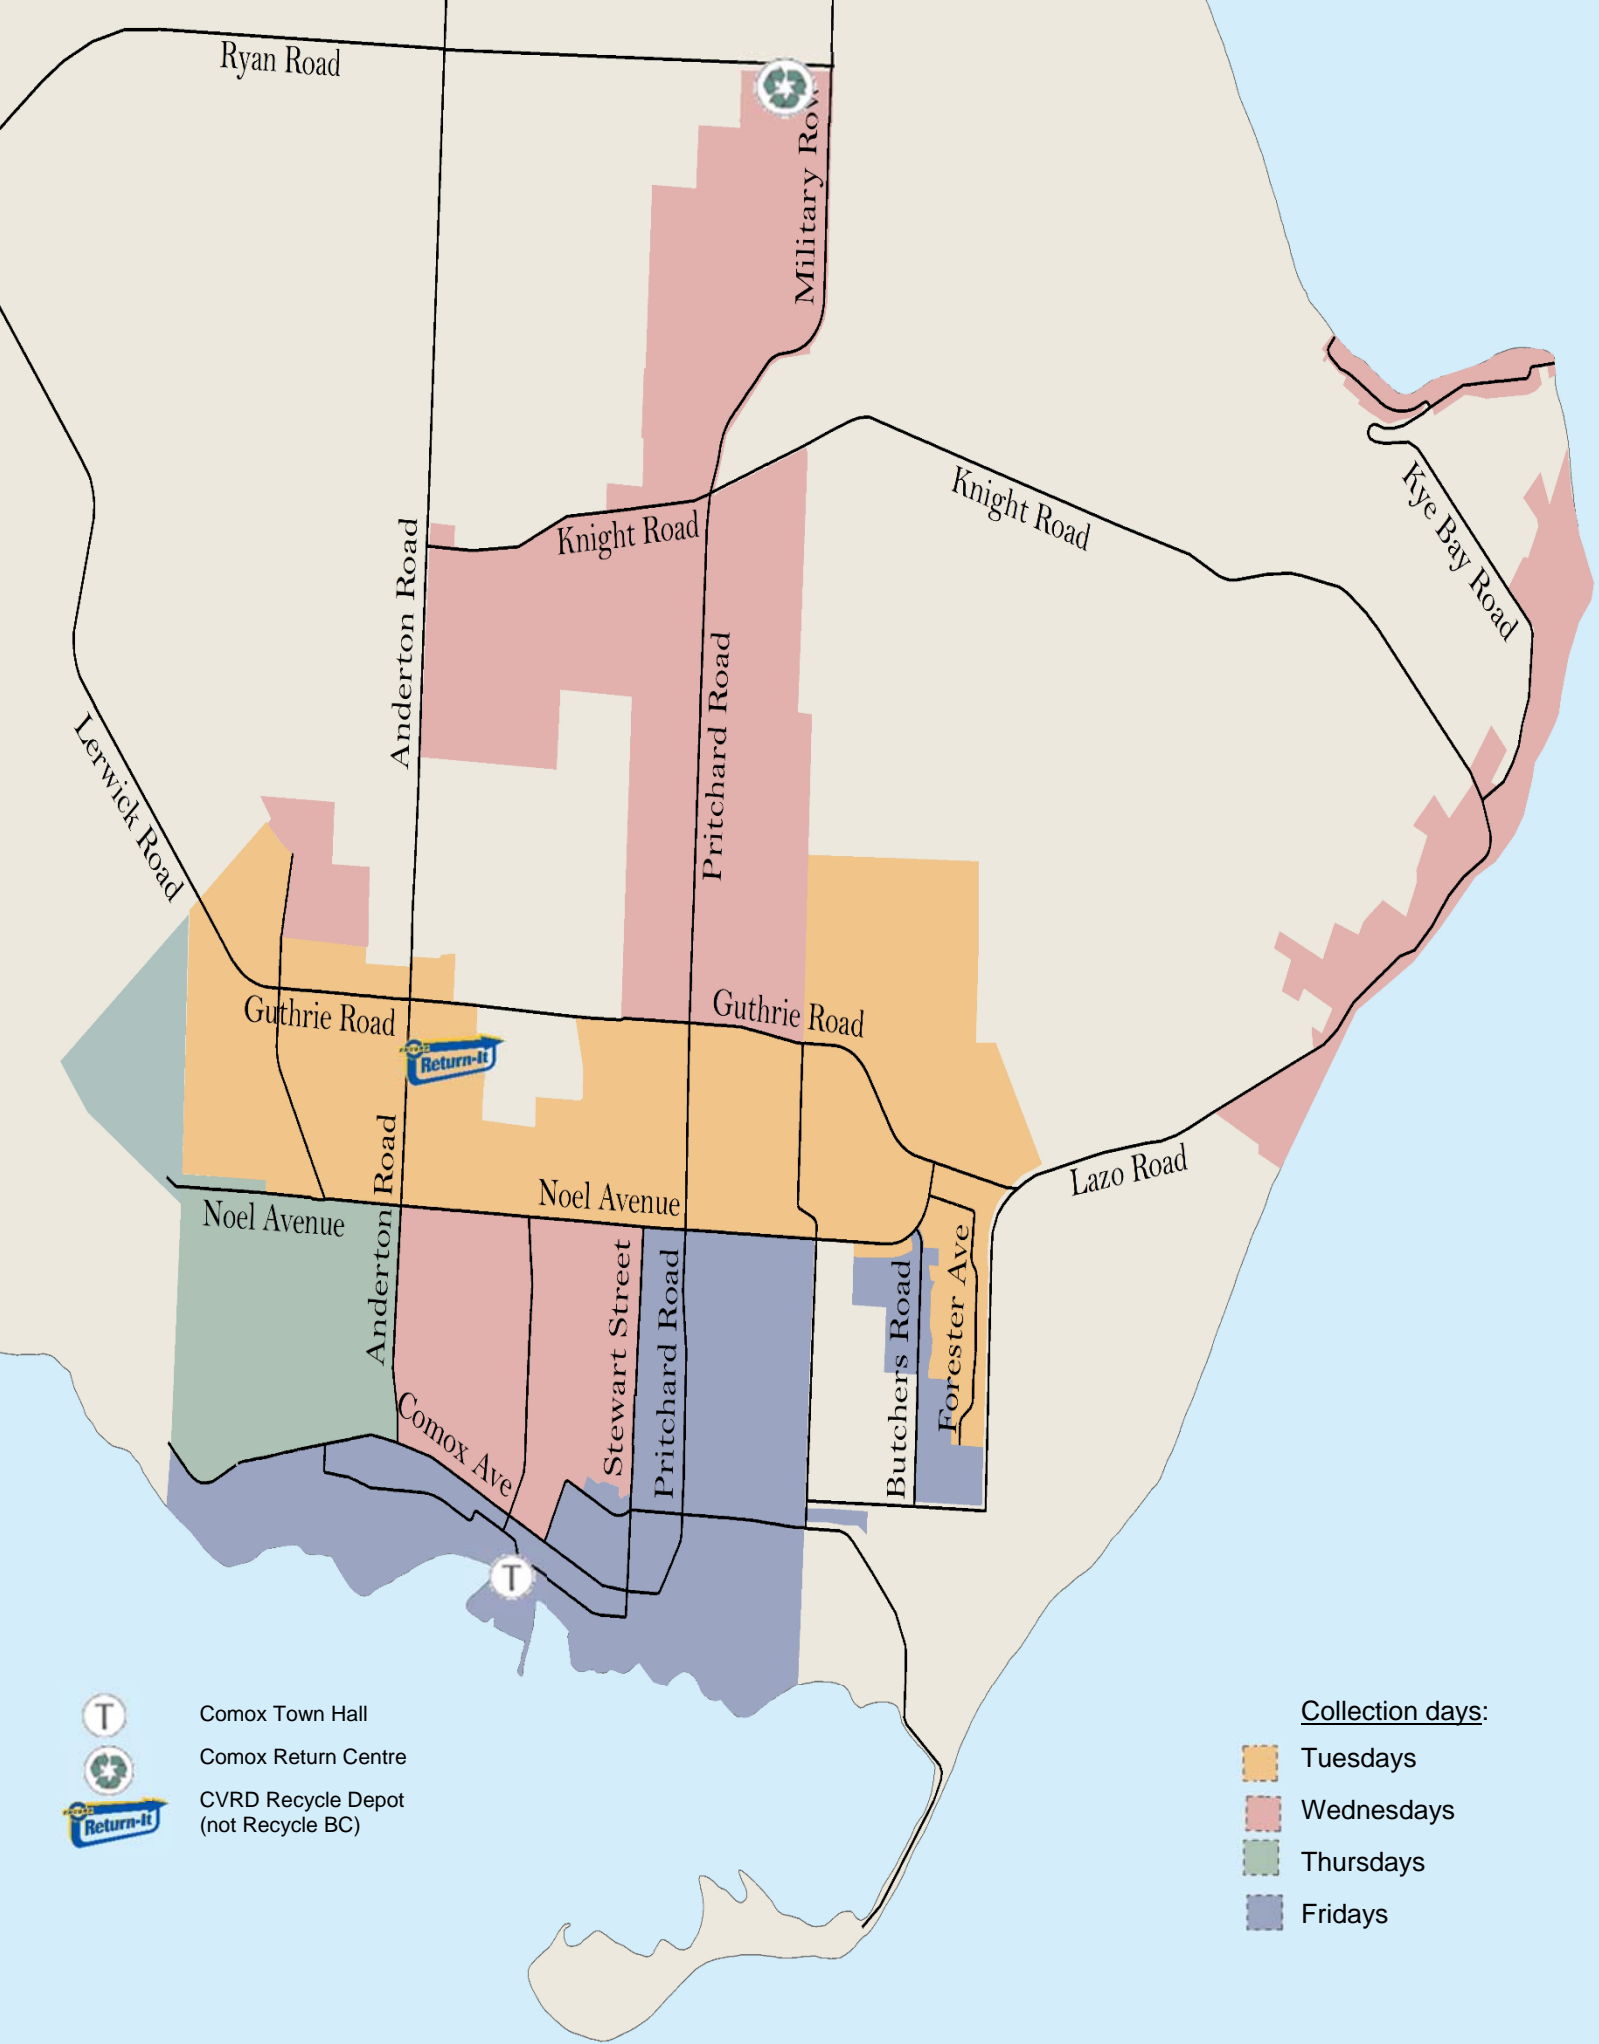 Ryan Road
Military Row
Knight Road
Knight Road
Kye Bay Road
Anderton Road
Pritchard Road
Lerwick Road
Guthrie Road
Guthrie Road
Return-It
Anderton Road
Noel Avenue
Noel Avenue
Lazo Road
Stewart Street
Pritchard Road
Butchers Road
Forester Ave
Comox Ave
T
T
Comox Town Hall
Comox Return Centre
Return-It
CVRD Recycle Depot
(not Recycle BC)
Collection days:
Tuesdays
Wednesdays
Thursdays
Fridays